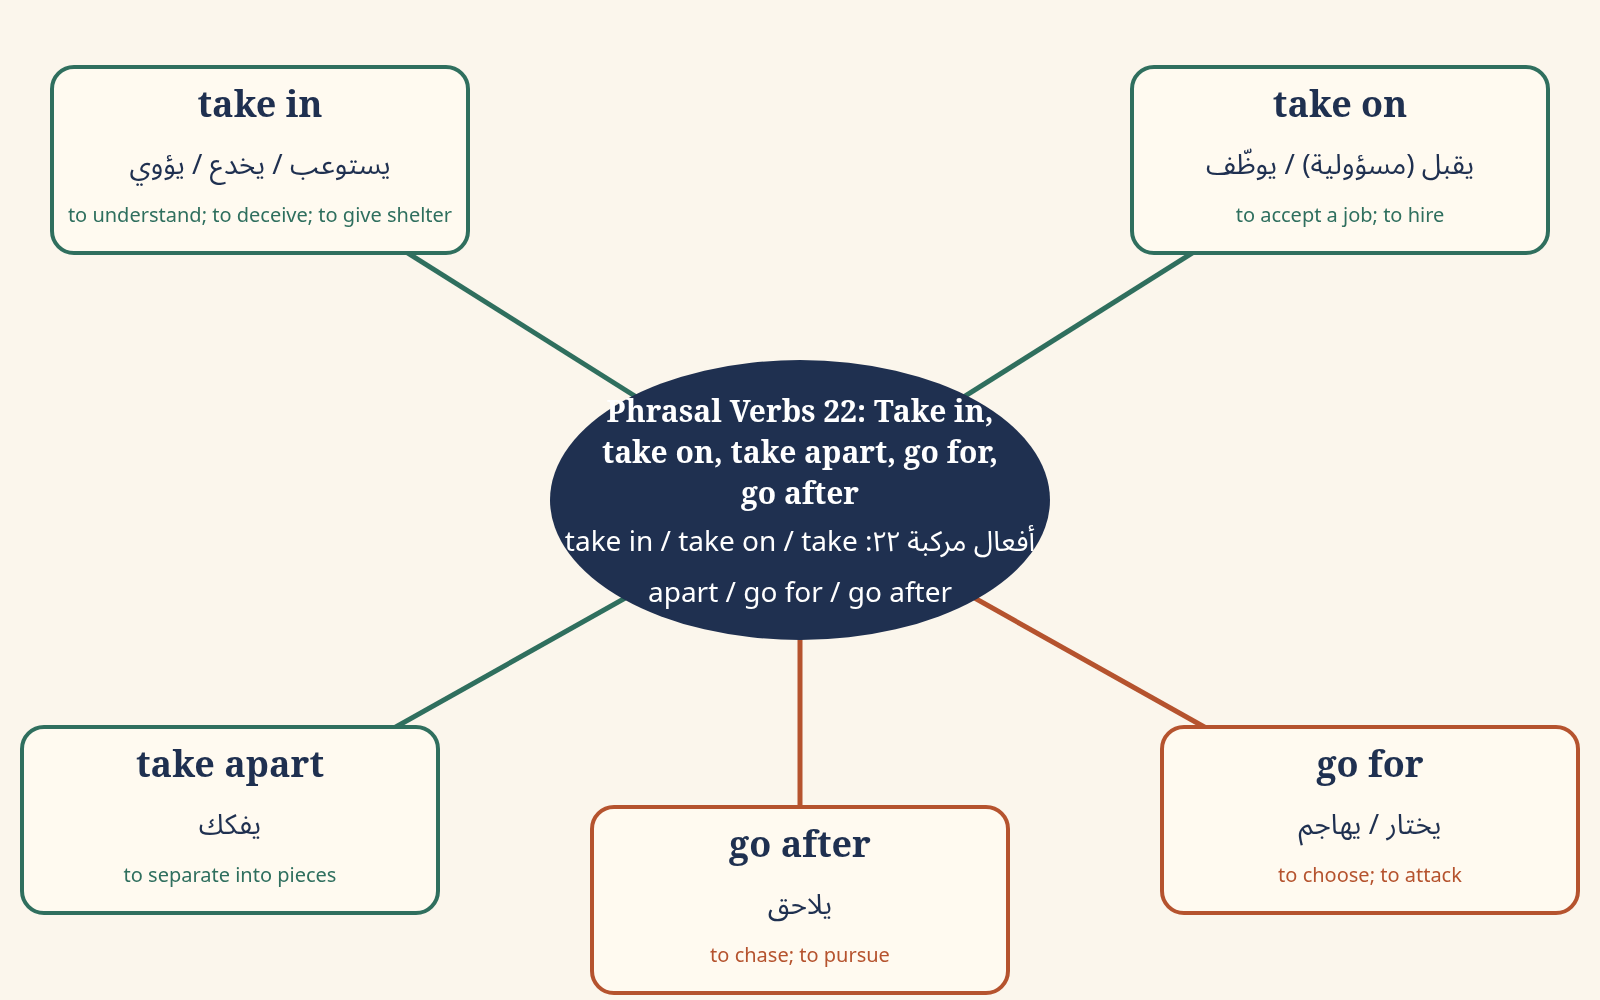 take in
يستوعب / يخدع / يؤوي
to understand; to deceive; to give shelter
take on
يقبل (مسؤولية) / يوظّف
to accept a job; to hire
Phrasal Verbs 22: Take in,
take on, take apart, go for,
go after
أفعال مركبة ٢٢: take in / take on / take
apart / go for / go after
take apart
يفكك
to separate into pieces
go after
يلاحق
to chase; to pursue
go for
يختار / يهاجم
to choose; to attack